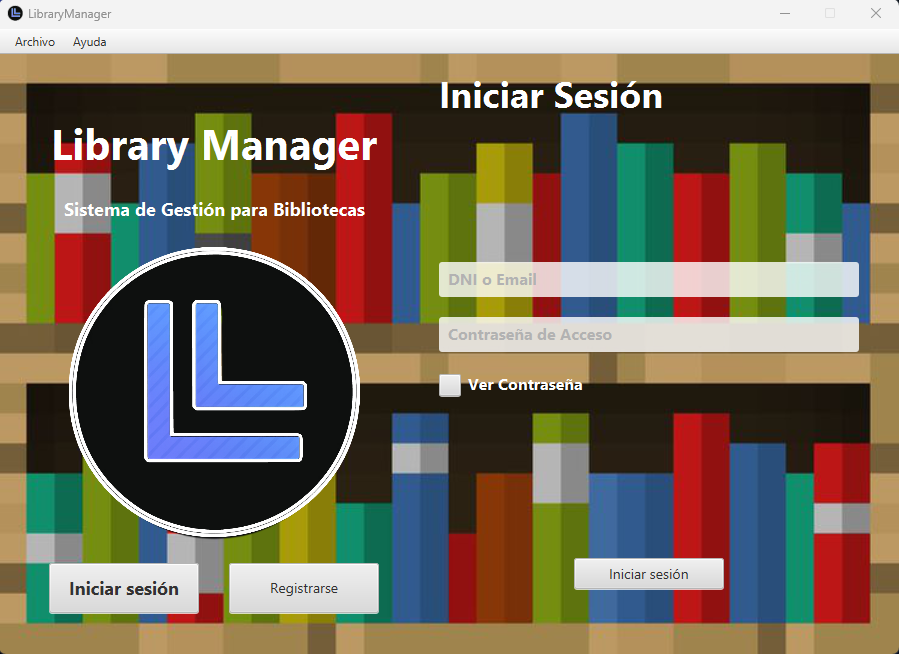 LibraryManager
Archivo Ayuda
Library Manager
Sistema de Gestión para Bibliotecas
Iniciar sesión Registrarse
Iniciar Sesión
DNI o Email
Contraseña de Acceso
Ver Contraseña
Iniciar sesión